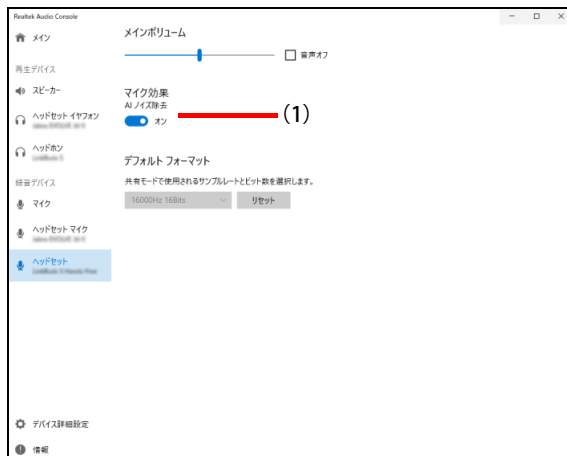 Realtek Audio Console
メイン
再生デバイス
スピーカー
ヘッドセット イヤフォン
ヘッドホン
録音デバイス
マイク
ヘッドセット マイク
ヘッドセット
デバイス詳細設定
情報
メインボリューム
音声オフ
マイク効果
AI ノイズ除去
オン
(1)
デフォルト フォーマット
共有モードで使用されるサンプルレートとビット数を選択します。
16000Hz 16Bits
リセット